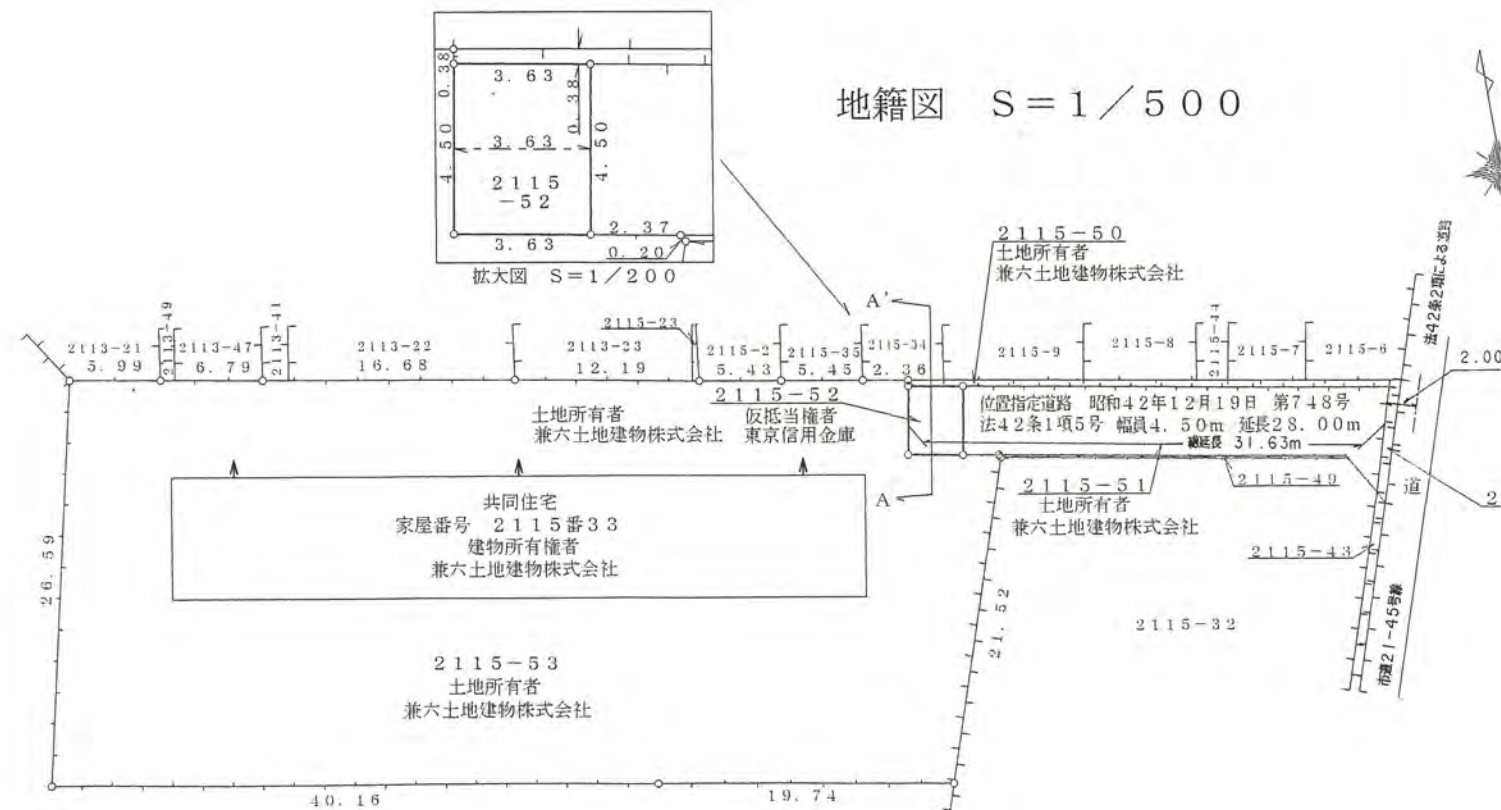 地籍図 S＝1／500
0.38
3.63
0.38
4.50
3.63
4.50
2115
－52
3.63
2.37
0.20
拡大図 S＝1／200
2115－50
土地所有者
兼六土地建物株式会社
A'
法42条2項による道路
2.00
2113－21
5.99
2113－49
2113－47
6.79
2113－41
2113－22
16.68
2113－23
12.19
2115－23
2115－2
5.43
2115－35
5.45
2115－34
2.36
2115－9
2115－8
2115－44
2115－7
2115－6
2115－52
土地所有者
兼六土地建物株式会社
仮抵当権者
東京信用金庫
位置指定道路 昭和42年12月19日 第748号
法42条1項5号 幅員4.50m 延長28.00m
総延長 31.63m
A
2115－51
土地所有者
兼六土地建物株式会社
2115－49
道
2
2115－43
市道21－45号線
共同住宅
家屋番号 2115番33
建物所有権者
兼六土地建物株式会社
26.59
21.52
2115－32
2115－53
土地所有者
兼六土地建物株式会社
40.16
19.74